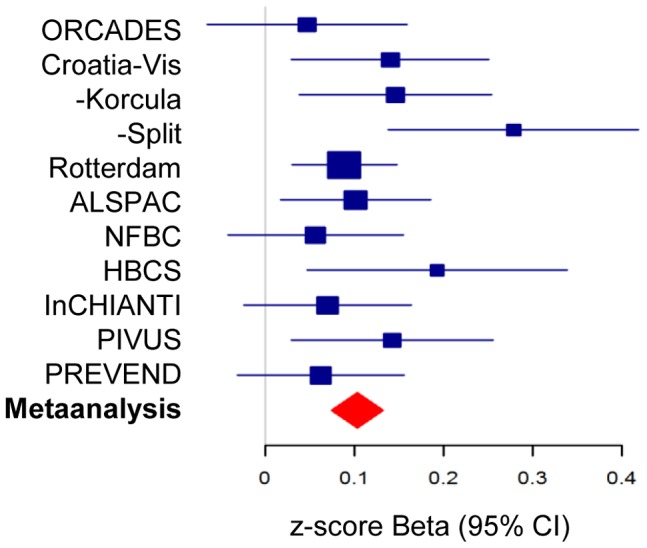 ORCADES
Croatia-Vis
-Korcula
-Split
Rotterdam
ALSPAC
NFBC
HBCS
InCHIANTI
PIVUS
PREVEND
Metaanalysis
0 0.1 0.2 0.3 0.4
z-score Beta (95% CI)